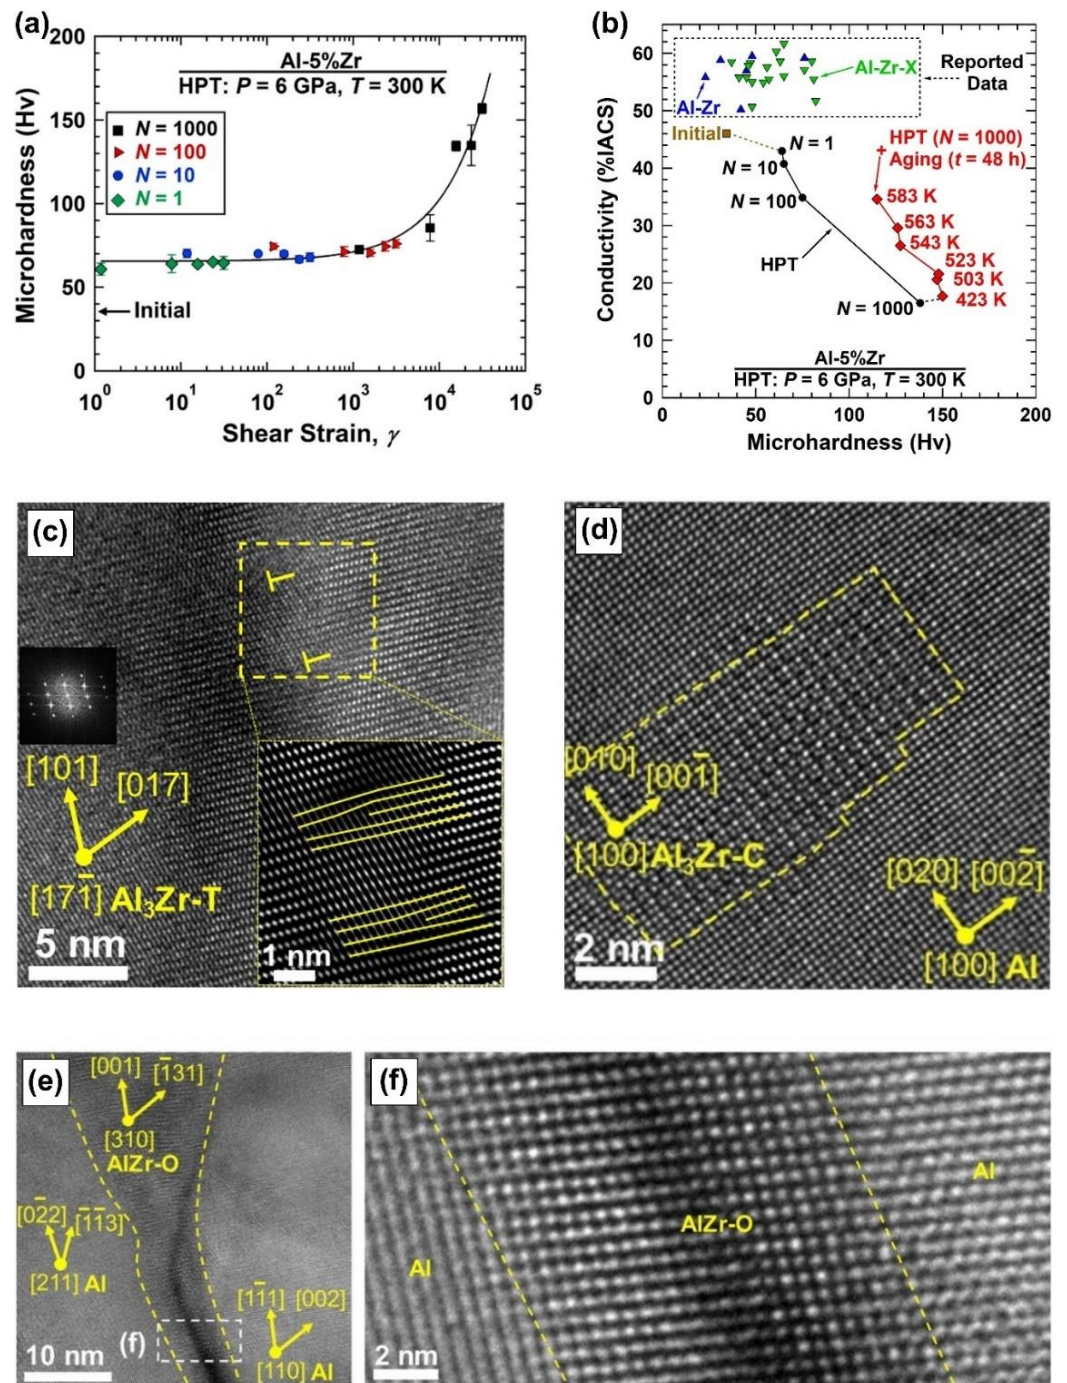 (a)
200
150
100
50
0
Microhardness (Hv)
Al-5%Zr
HPT: P = 6 GPa, T = 300 K
N = 1000
N = 100
N = 10
N = 1
Initial
10⁰ 10¹ 10² 10³ 10⁴ 10⁵
Shear Strain, γ
(b)
60
50
40
30
20
10
0
Conductivity (%IACS)
Al-Zr
Al-Zr-X
Reported
Data
Initial
N = 1
N = 10
N = 100
HPT
N = 1000
HPT (N = 1000)
Aging (t = 48 h)
583 K
563 K
543 K
523 K
503 K
423 K
Al-5%Zr
HPT: P = 6 GPa, T = 300 K
0 50 100 150 200
Microhardness (Hv)
(c)
[101]
[017]
[171̄] Al₃Zr-T
5 nm
1 nm
(d)
[010]
[001̄]
[100] Al₃Zr-C
2 nm
[020] [002̄]
[100] Al
(e)
[001]
[1̄31]
[310]
AlZr-O
[02̄2] [1̄1̄3]
[211] Al
(f)
[11̄1] [002]
[110] Al
10 nm
(f)
Al
AlZr-O
Al
2 nm